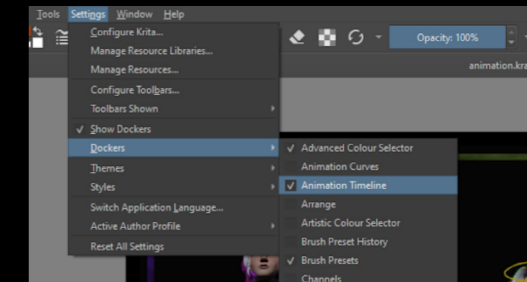 Tools Settings Window Help
Configure Krita...
Manage Resource Libraries...
Manage Resources...
Configure Toolbars...
Toolbars Shown
Show Dockers
Dockers
Themes
Styles
Switch Application Language...
Active Author Profile
Reset All Settings
Opacity: 100%
animation.kra
Advanced Colour Selector
Animation Curves
Animation Timeline
Arrange
Artistic Colour Selector
Brush Preset History
Brush Presets
Channels